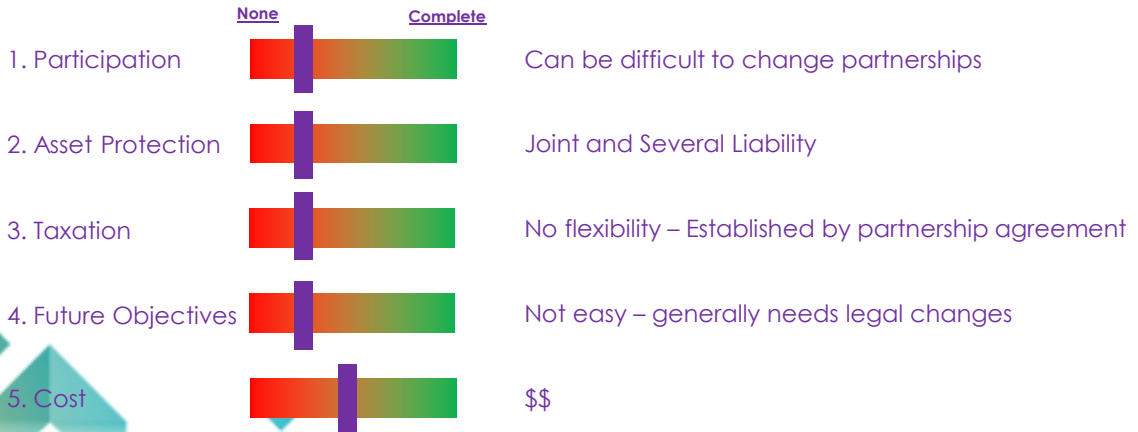 None Complete
1. Participation Can be difficult to change partnerships
2. Asset Protection Joint and Several Liability
3. Taxation No flexibility – Established by partnership agreement
4. Future Objectives Not easy – generally needs legal changes
5. Cost $$